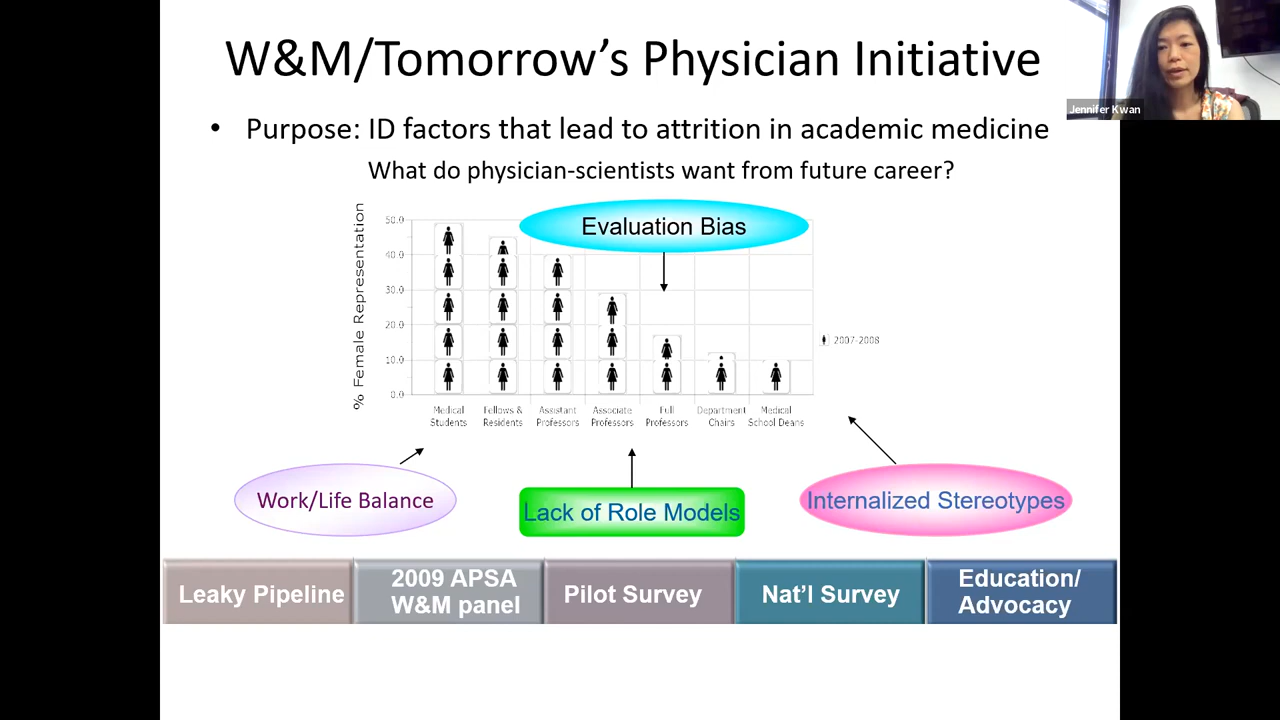 W&M/Tomorrow's Physician Initiative
Jennifer Kwan
• Purpose: ID factors that lead to attrition in academic medicine
What do physician-scientists want from future career?
Evaluation Bias
% Female Representation
50.0
40.0
30.0
20.0
10.0
0.0
2007-2008
Medical Students
Fellows & Residents
Assistant Professors
Associate Professors
Full Professors
Department Chairs
Medical School Deans
Work/Life Balance
Lack of Role Models
Internalized Stereotypes
Leaky Pipeline
2009 APSA
W&M panel
Pilot Survey
Nat'l Survey
Education/
Advocacy